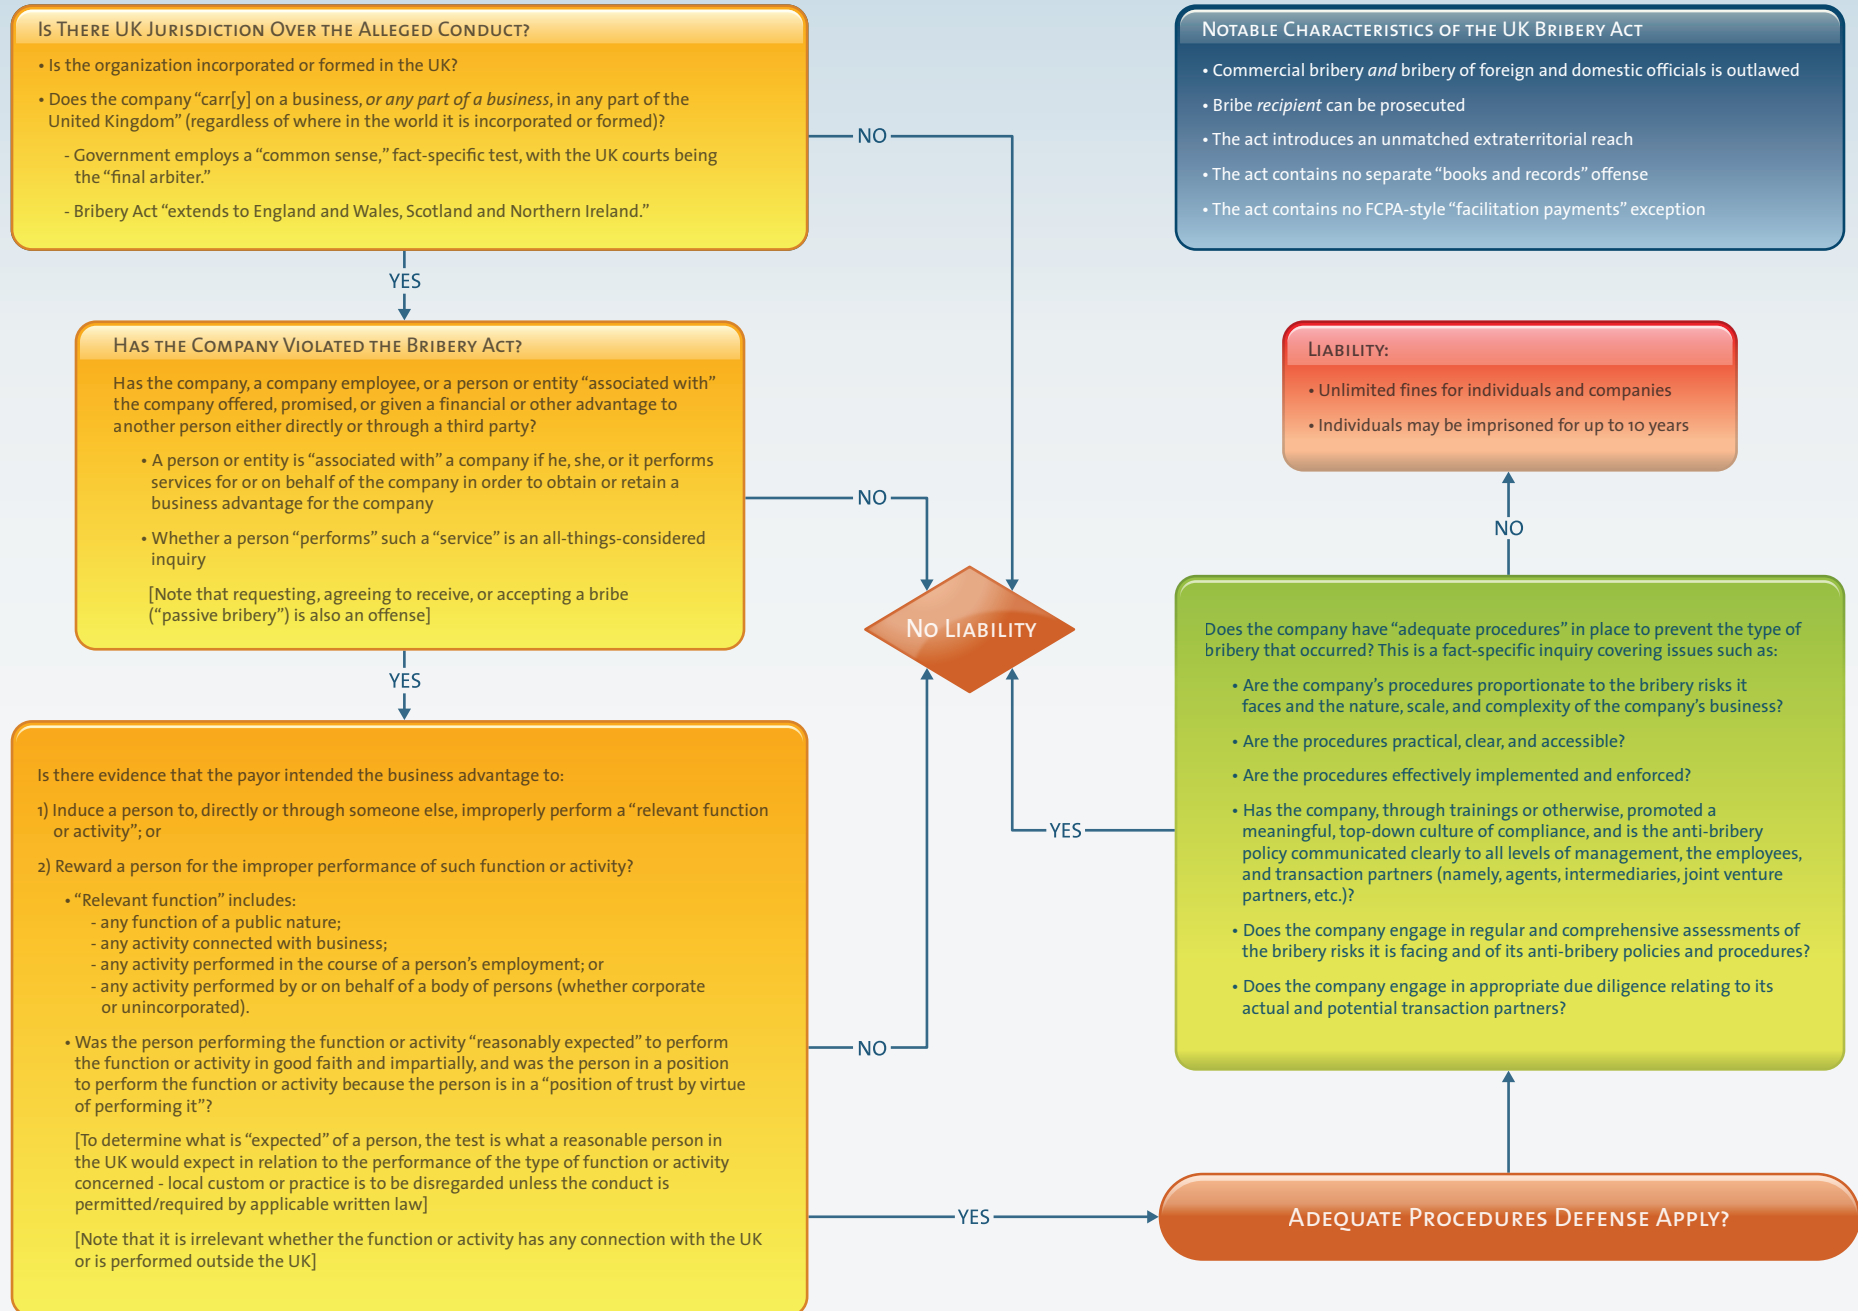 Is There UK Jurisdiction Over the Alleged Conduct?
• Is the organization incorporated or formed in the UK?
• Does the company “carr[y] on a business, or any part of a business, in any part of the
United Kingdom” (regardless of where in the world it is incorporated or formed)?
- Government employs a “common sense,” fact-specific test, with the UK courts being
the “final arbiter.”
- Bribery Act “extends to England and Wales, Scotland and Northern Ireland.”
NO
YES
Notable Characteristics of the UK Bribery Act
• Commercial bribery and bribery of foreign and domestic officials is outlawed
• Bribe recipient can be prosecuted
• The act introduces an unmatched extraterritorial reach
• The act contains no separate “books and records” offense
• The act contains no FCPA-style “facilitation payments” exception
Has the Company Violated the Bribery Act?
Has the company, a company employee, or a person or entity “associated with”
the company offered, promised, or given a financial or other advantage to
another person either directly or through a third party?
• A person or entity is “associated with” a company if he, she, or it performs
services for or on behalf of the company in order to obtain or retain a
business advantage for the company
• Whether a person “performs” such a “service” is an all-things-considered
inquiry
[Note that requesting, agreeing to receive, or accepting a bribe
(“passive bribery”) is also an offense]
NO
YES
No Liability
Liability:
• Unlimited fines for individuals and companies
• Individuals may be imprisoned for up to 10 years
NO
Is there evidence that the payor intended the business advantage to:
1) Induce a person to, directly or through someone else, improperly perform a “relevant function
or activity”; or
2) Reward a person for the improper performance of such function or activity?
• “Relevant function” includes:
- any function of a public nature;
- any activity connected with business;
- any activity performed in the course of a person’s employment; or
- any activity performed by or on behalf of a body of persons (whether corporate
or unincorporated).
• Was the person performing the function or activity “reasonably expected” to perform
the function or activity in good faith and impartially, and was the person in a position
to perform the function or activity because the person is in a “position of trust by virtue
of performing it”?
[To determine what is “expected” of a person, the test is what a reasonable person in
the UK would expect in relation to the performance of the type of function or activity
concerned - local custom or practice is to be disregarded unless the conduct is
permitted/required by applicable written law]
[Note that it is irrelevant whether the function or activity has any connection with the UK
or is performed outside the UK]
NO
YES
Does the company have “adequate procedures” in place to prevent the type of
bribery that occurred? This is a fact-specific inquiry covering issues such as:
• Are the company’s procedures proportionate to the bribery risks it
faces and the nature, scale, and complexity of the company’s business?
• Are the procedures practical, clear, and accessible?
• Are the procedures effectively implemented and enforced?
• Has the company, through trainings or otherwise, promoted a
meaningful, top-down culture of compliance, and is the anti-bribery
policy communicated clearly to all levels of management, the employees,
and transaction partners (namely, agents, intermediaries, joint venture
partners, etc.)?
• Does the company engage in regular and comprehensive assessments of
the bribery risks it is facing and of its anti-bribery policies and procedures?
• Does the company engage in appropriate due diligence relating to its
actual and potential transaction partners?
YES
Adequate Procedures Defense Apply?